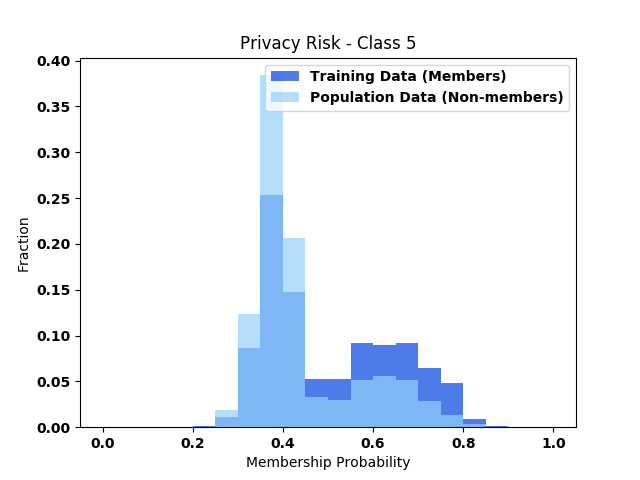 Privacy Risk - Class 5
Training Data (Members)
Population Data (Non-members)
0.40
0.35
0.30
0.25
0.20
0.15
0.10
0.05
0.00
Fraction
0.0 0.2 0.4 0.6 0.8 1.0
Membership Probability